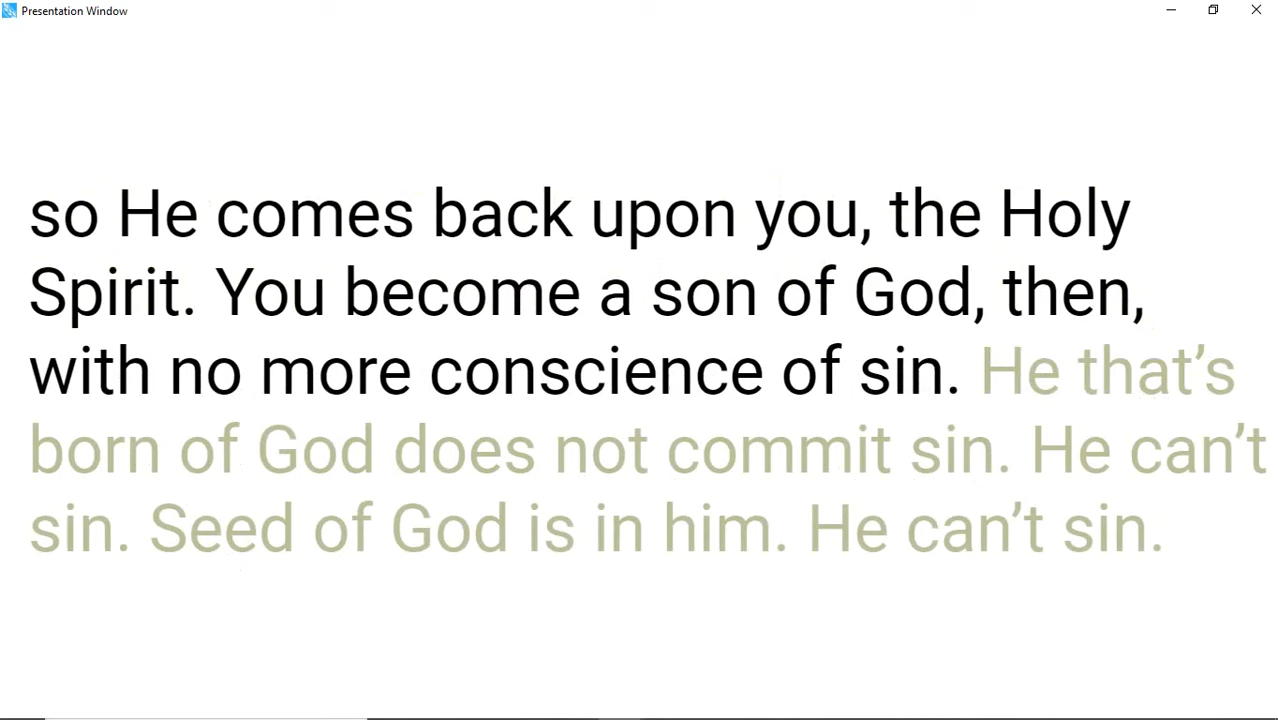 Presentation Window
so He comes back upon you, the Holy
Spirit. You become a son of God, then,
with no more conscience of sin. He that’s
born of God does not commit sin. He can’t
sin. Seed of God is in him. He can’t sin.